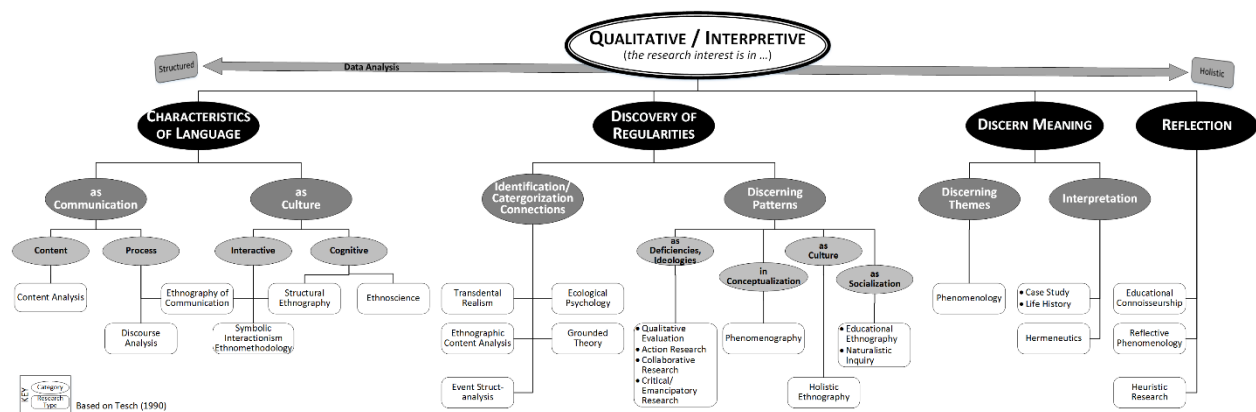 QUALITATIVE / INTERPRETIVE
(the research interest is in ...)
Structured
Data Analysis
Holistic
CHARACTERISTICS
OF LANGUAGE
DISCOVERY OF
REGULARITIES
DISCERN MEANING
REFLECTION
as
Communication
as
Culture
Identification/
Catergorization
Connections
Discerning
Patterns
Discerning
Themes
Interpretation
Content
Process
Interactive
Cognitive
as
Deficiencies,
Ideologies
in
Conceptualization
as
Culture
as
Socialization
Content Analysis
Ethnography of
Communication
Structural
Ethnography
Ethnoscience
Discourse
Analysis
Symbolic
Interactionism
Ethnomethodology
Transdental
Realism
Ecological
Psychology
Ethnographic
Content Analysis
Grounded
Theory
Event Struct-
analysis
• Qualitative
Evaluation
• Action Research
• Collaborative
Research
• Critical/
Emancipatory
Research
Phenomenography
• Educational
Ethnography
• Naturalistic
Inquiry
Holistic
Ethnography
Phenomenology
• Case Study
• Life History
Hermeneutics
Educational
Connoisseurship
Reflective
Phenomenology
Heuristic
Research
KEY
Category
Research
Type
Based on Tesch (1990)